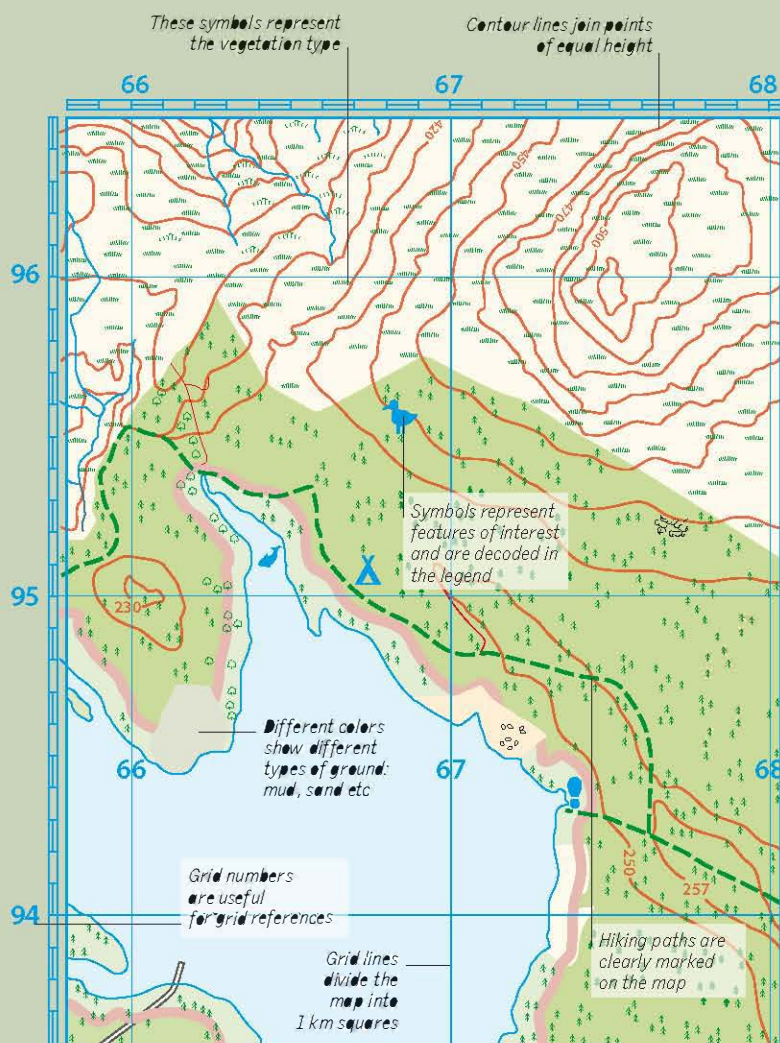 These symbols represent
the vegetation type
Contour lines join points
of equal height
66
67
68
420
450
470
500
96
Symbols represent
features of interest
and are decoded in
the legend
95
230
Different colors
show different
types of ground:
mud, sand etc
66
67
68
Grid numbers
are useful
for grid references
250
257
94
Grid lines
divide the
map into
1 km squares
Hiking paths are
clearly marked
on the map